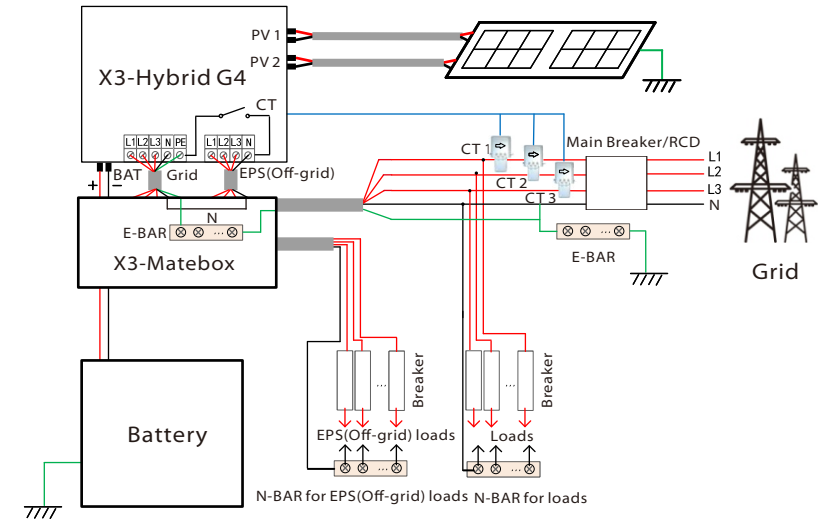 PV 1
PV 2
X3-Hybrid G4
CT
L1 L2 L3 N PE
L1 L2 L3 N
BAT
Grid
EPS(Off-grid)
+
−
N
E-BAR
...
X3-Matebox
CT 1
CT 2
CT 3
Main Breaker/RCD
L1
L2
L3
N
...
E-BAR
Grid
...
Breaker
...
Breaker
Battery
EPS(Off-grid) loads
Loads
...
...
N-BAR for EPS(Off-grid) loads
N-BAR for loads